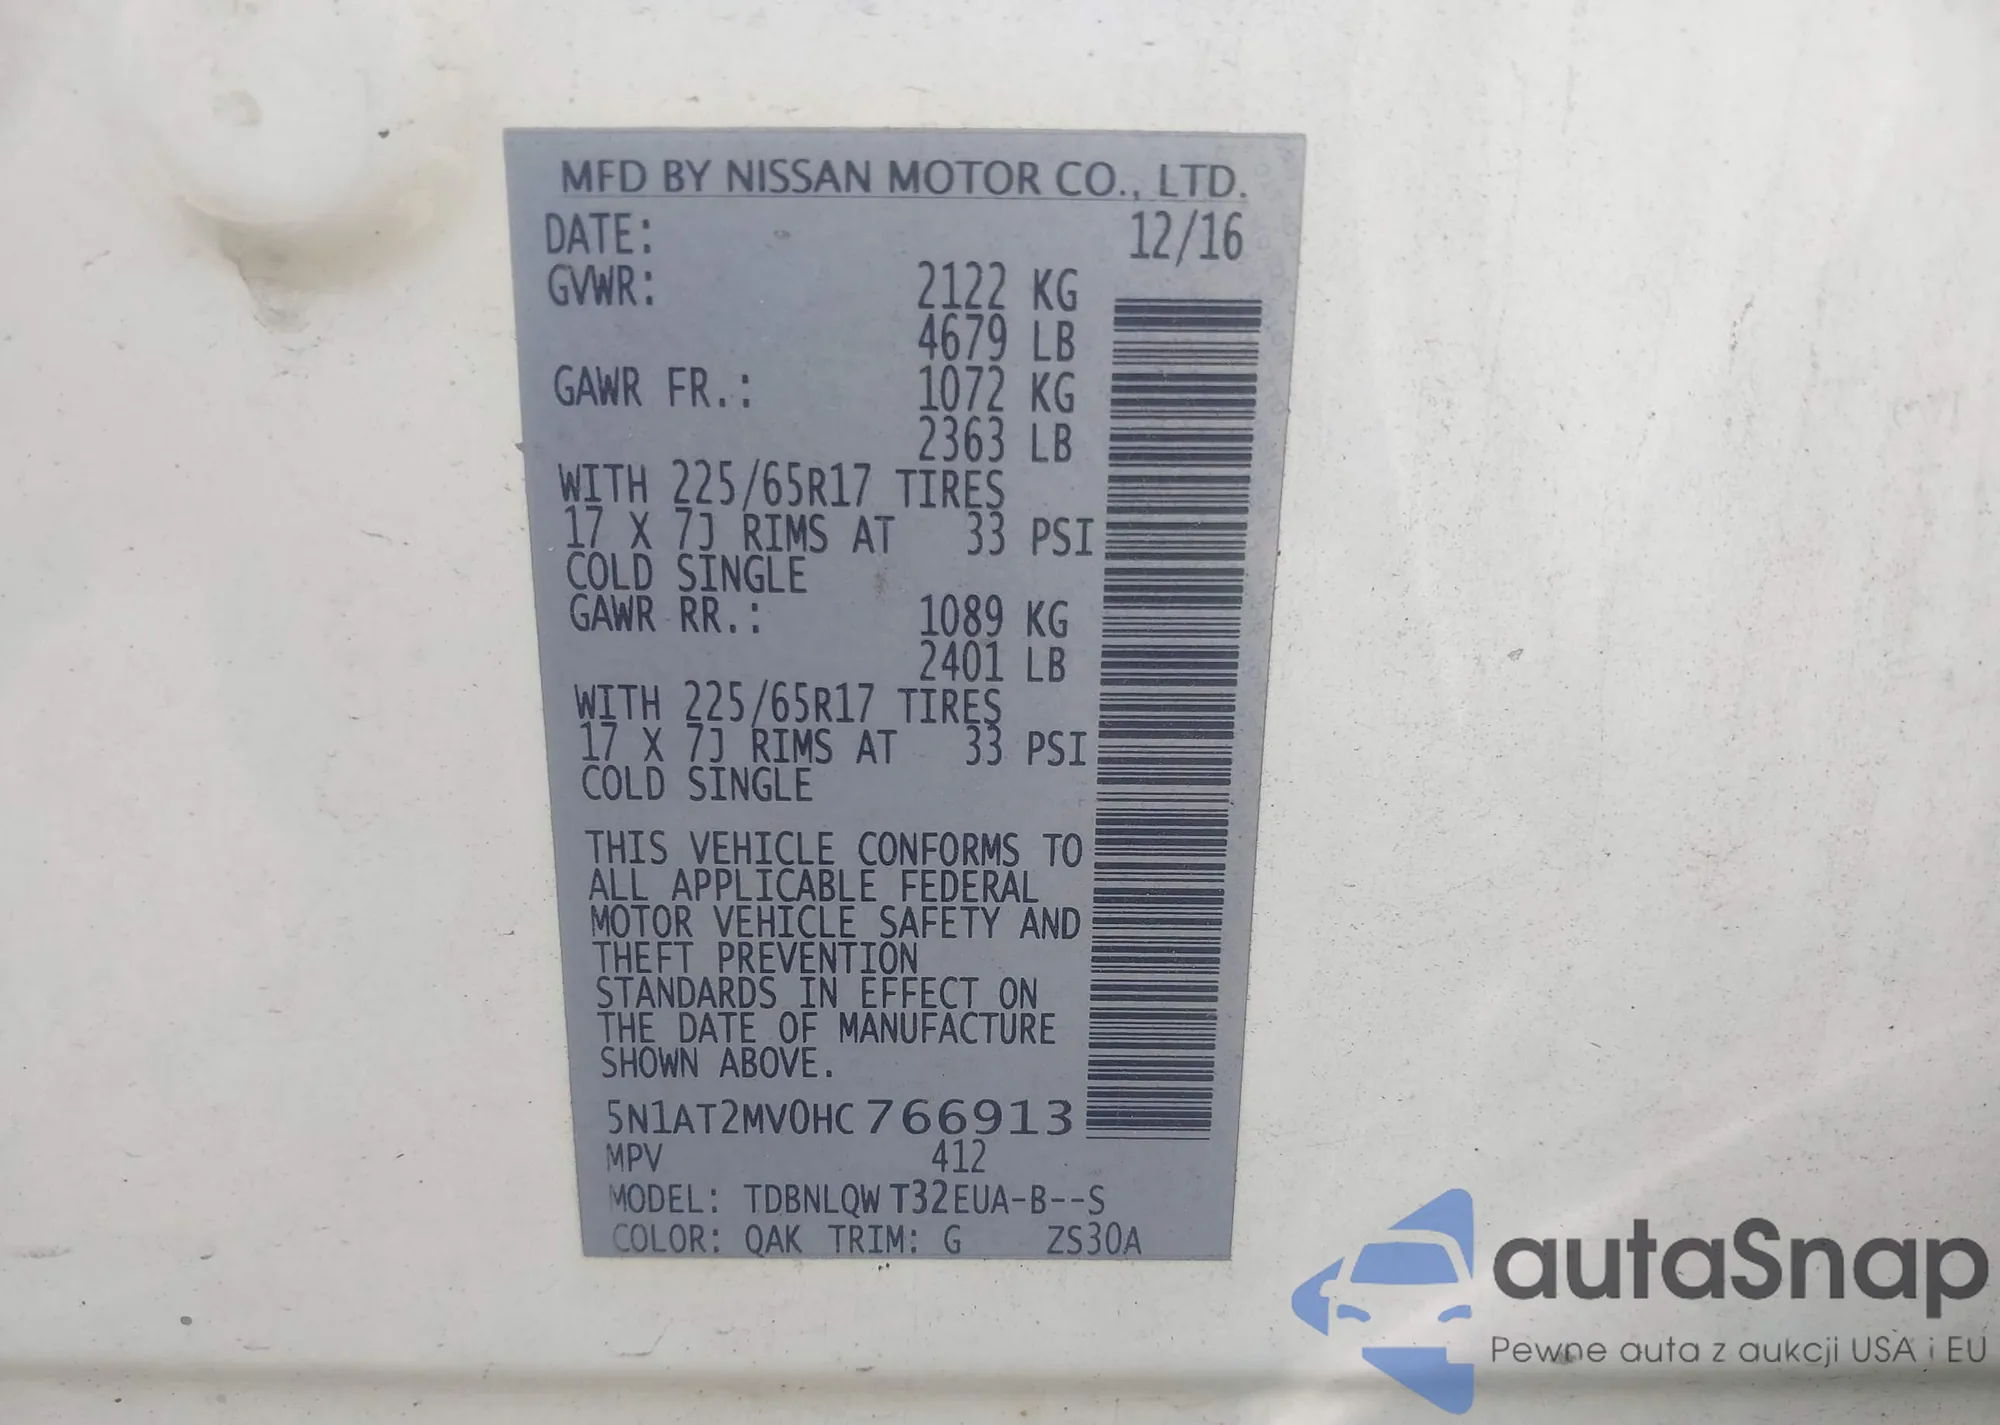 MFD BY NISSAN MOTOR CO., LTD.
DATE: 12/16
GVWR: 2122 KG
4679 LB
GAWR FR.: 1072 KG
2363 LB
WITH 225/65R17 TIRES
17 X 7J RIMS AT 33 PSI
COLD SINGLE
GAWR RR.: 1089 KG
2401 LB
WITH 225/65R17 TIRES
17 X 7J RIMS AT 33 PSI
COLD SINGLE
THIS VEHICLE CONFORMS TO
ALL APPLICABLE FEDERAL
MOTOR VEHICLE SAFETY AND
THEFT PREVENTION
STANDARDS IN EFFECT ON
THE DATE OF MANUFACTURE
SHOWN ABOVE.
5N1AT2MV0HC766913
MPV 412
MODEL: TDBNLQW T32EUA-B--S
COLOR: QAK TRIM: G ZS30A
autaSnap
Pewne auta z aukcji USA i EU